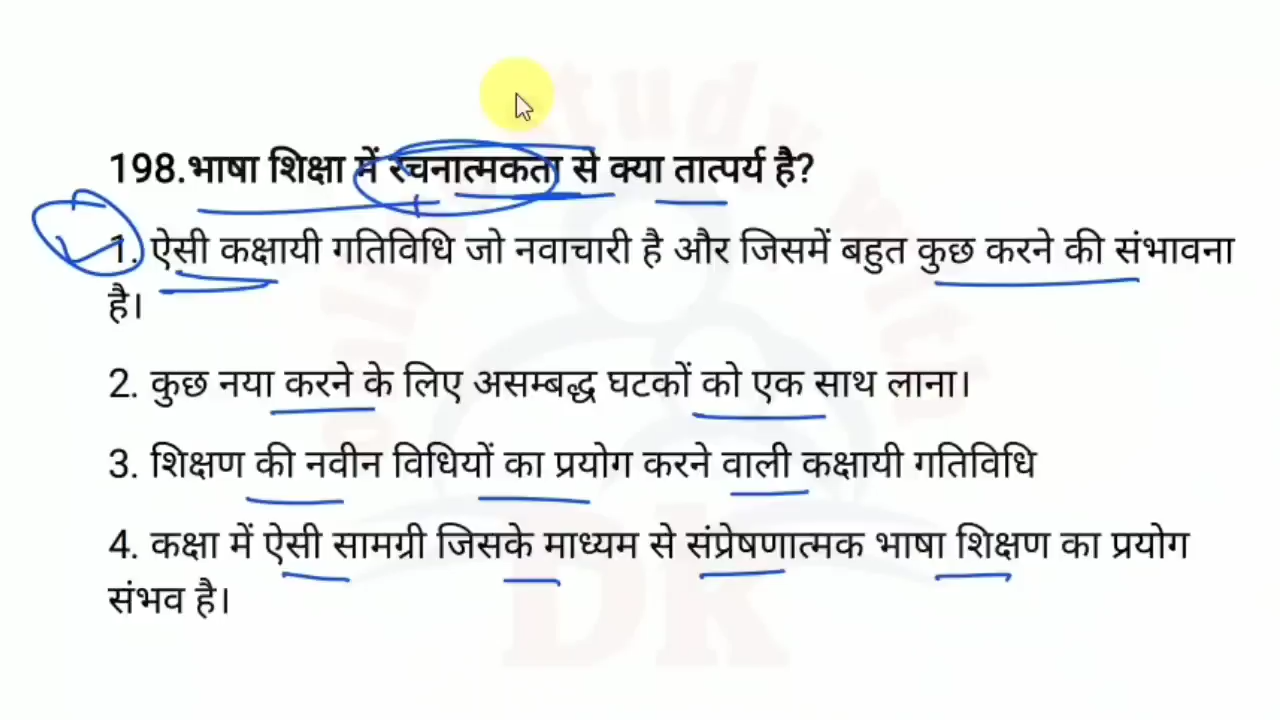 198.भाषा शिक्षा में रचनात्मकता से क्या तात्पर्य है?
1. ऐसी कक्षायी गतिविधि जो नवाचारी है और जिसमें बहुत कुछ करने की संभावना
है।
2. कुछ नया करने के लिए असम्बद्ध घटकों को एक साथ लाना।
3. शिक्षण की नवीन विधियों का प्रयोग करने वाली कक्षायी गतिविधि
4. कक्षा में ऐसी सामग्री जिसके माध्यम से संप्रेषणात्मक भाषा शिक्षण का प्रयोग
संभव है।
DK